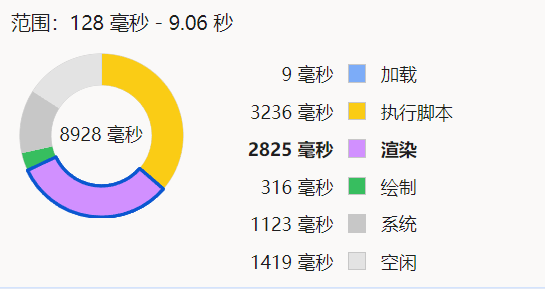 范围：128 毫秒 - 9.06 秒
8928 毫秒
9 毫秒 加载
3236 毫秒 执行脚本
2825 毫秒 渲染
316 毫秒 绘制
1123 毫秒 系统
1419 毫秒 空闲